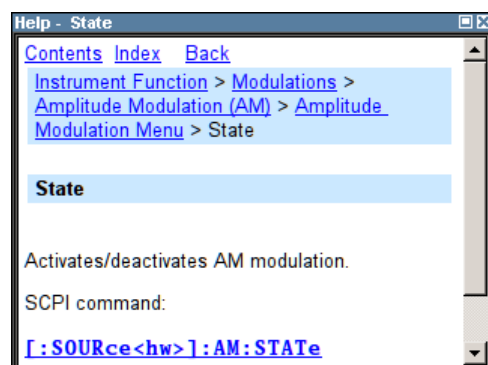 Help - State
Contents Index Back
Instrument Function > Modulations >
Amplitude Modulation (AM) > Amplitude
Modulation Menu > State
State
Activates/deactivates AM modulation.
SCPI command:
[:SOURce<hw>]:AM:STATe